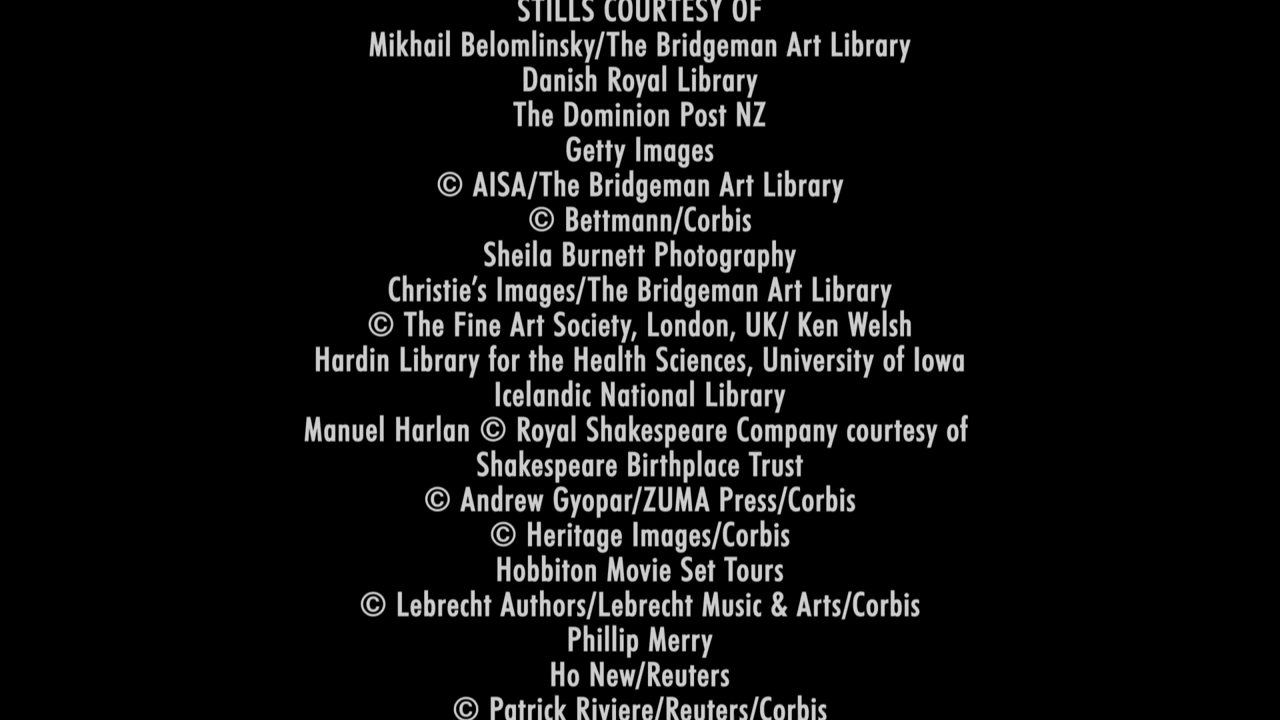 STILLS COURTESY OF
Mikhail Belomlinsky/The Bridgeman Art Library
Danish Royal Library
The Dominion Post NZ
Getty Images
© AISA/The Bridgeman Art Library
© Bettmann/Corbis
Sheila Burnett Photography
Christie's Images/The Bridgeman Art Library
© The Fine Art Society, London, UK/ Ken Welsh
Hardin Library for the Health Sciences, University of Iowa
Icelandic National Library
Manuel Harlan © Royal Shakespeare Company courtesy of
Shakespeare Birthplace Trust
© Andrew Gyopar/ZUMA Press/Corbis
© Heritage Images/Corbis
Hobbiton Movie Set Tours
© Lebrecht Authors/Lebrecht Music & Arts/Corbis
Phillip Merry
Ho New/Reuters
© Patrick Riviere/Reuters/Corbis